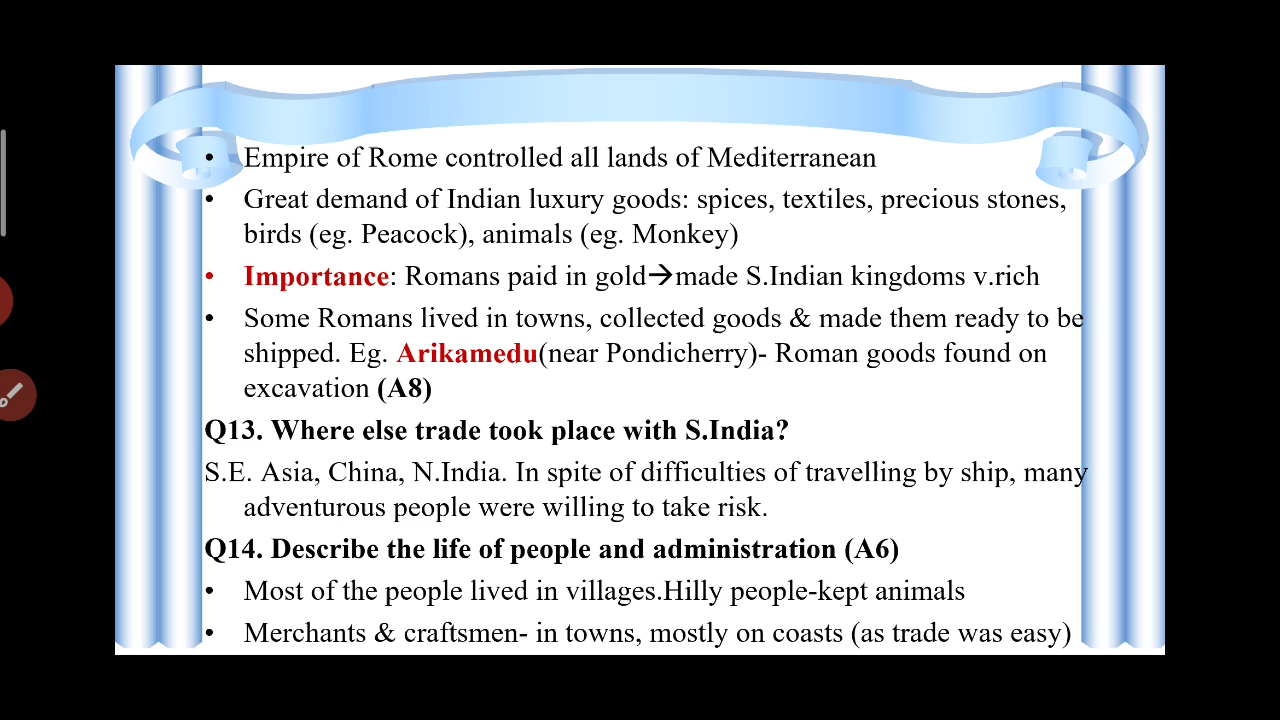 • Empire of Rome controlled all lands of Mediterranean
• Great demand of Indian luxury goods: spices, textiles, precious stones,
birds (eg. Peacock), animals (eg. Monkey)
• Importance: Romans paid in gold→made S.Indian kingdoms v.rich
• Some Romans lived in towns, collected goods & made them ready to be
shipped. Eg. Arikamedu(near Pondicherry)- Roman goods found on
excavation (A8)
Q13. Where else trade took place with S.India?
S.E. Asia, China, N.India. In spite of difficulties of travelling by ship, many
adventurous people were willing to take risk.
Q14. Describe the life of people and administration (A6)
• Most of the people lived in villages.Hilly people-kept animals
• Merchants & craftsmen- in towns, mostly on coasts (as trade was easy)